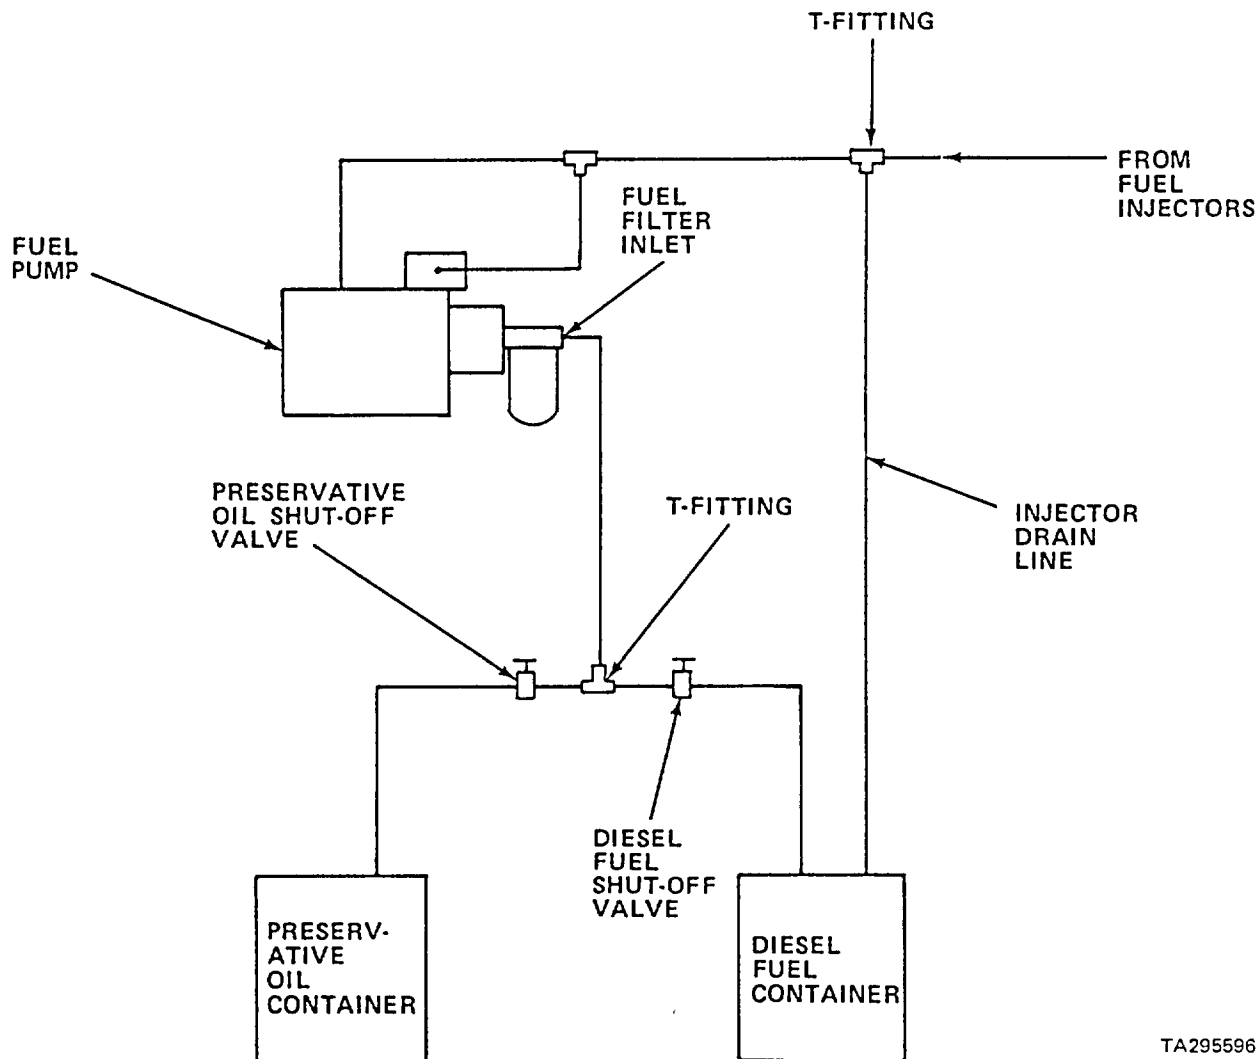 T-FITTING
FROM
FUEL
INJECTORS
FUEL
FILTER
INLET
FUEL
PUMP
PRESERVATIVE
OIL SHUT-OFF
VALVE
T-FITTING
INJECTOR
DRAIN
LINE
DIESEL
FUEL
SHUT-OFF
VALVE
PRESERV-
ATIVE
OIL
CONTAINER
DIESEL
FUEL
CONTAINER
TA295596